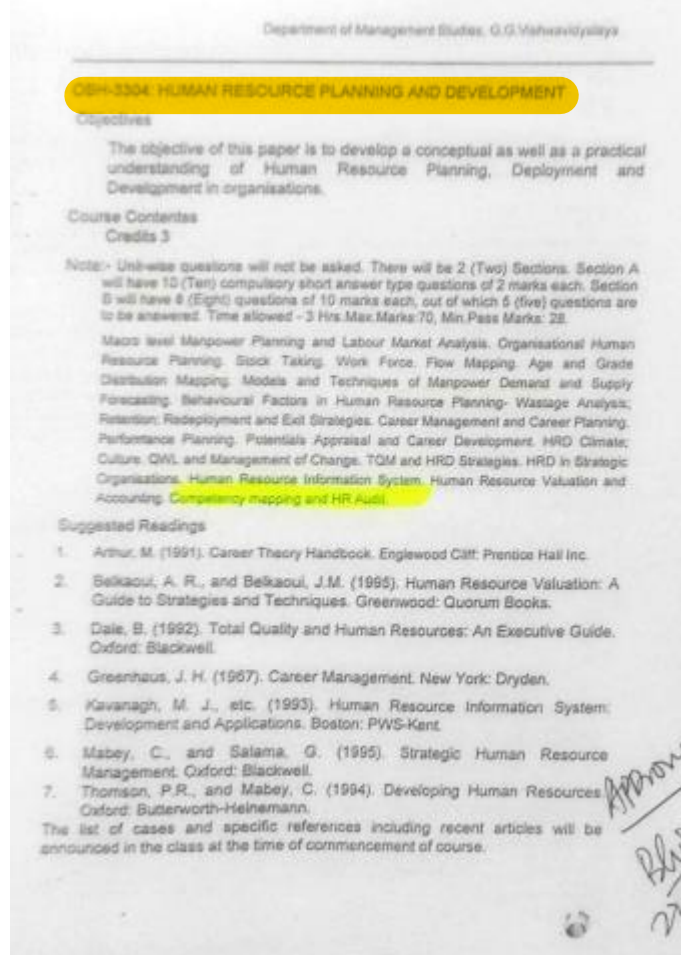 Department of Management Studies, G.G.Vishwavidyalaya
OBH-3304: HUMAN RESOURCE PLANNING AND DEVELOPMENT
Objectives
The objective of this paper is to develop a conceptual as well as a practical
understanding of Human Resource Planning, Deployment and
Development in organisations.
Course Contentes
Credits 3
Note:- Unit-wise questions will not be asked. There will be 2 (Two) Sections. Section A
will have 10 (Ten) compulsory short answer type questions of 2 marks each. Section
B will have 8 (Eight) questions of 10 marks each, out of which 5 (five) questions are
to be answered. Time allowed - 3 Hrs.Max.Marks:70, Min.Pass Marks: 28.
Macro level Manpower Planning and Labour Market Analysis. Organisational Human
Resource Planning. Stock Taking. Work Force. Flow Mapping. Age and Grade
Distribution Mapping. Models and Techniques of Manpower Demand and Supply
Forecasting. Behavioural Factors in Human Resource Planning- Wastage Analysis;
Retention; Redeployment and Exit Strategies. Career Management and Career Planning.
Performance Planning. Potentials Appraisal and Career Development. HRD Climate;
Culture. QWL and Management of Change. TQM and HRD Strategies. HRD in Strategic
Organisations. Human Resource Information System. Human Resource Valuation and
Accounting. Competency mapping and HR Audit.
Suggested Readings
1. Arthur, M. (1991). Career Theory Handbook. Englewood Cliff: Prentice Hall Inc.
2. Belkaoui, A. R., and Belkaoui, J.M. (1995). Human Resource Valuation: A
Guide to Strategies and Techniques. Greenwood: Quorum Books.
3. Dale, B. (1992). Total Quality and Human Resources: An Executive Guide.
Oxford: Blackwell.
4. Greenhaus, J. H. (1987). Career Management. New York: Dryden.
5. Kavanagh, M. J., etc. (1993). Human Resource Information System:
Development and Applications. Boston: PWS-Kent.
6. Mabey, C., and Salama, G. (1995). Strategic Human Resource
Management. Oxford: Blackwell.
7. Thomson, P.R., and Mabey, C. (1994). Developing Human Resources.
Oxford: Butterworth-Heinemann.
The list of cases and specific references including recent articles will be
announced in the class at the time of commencement of course.